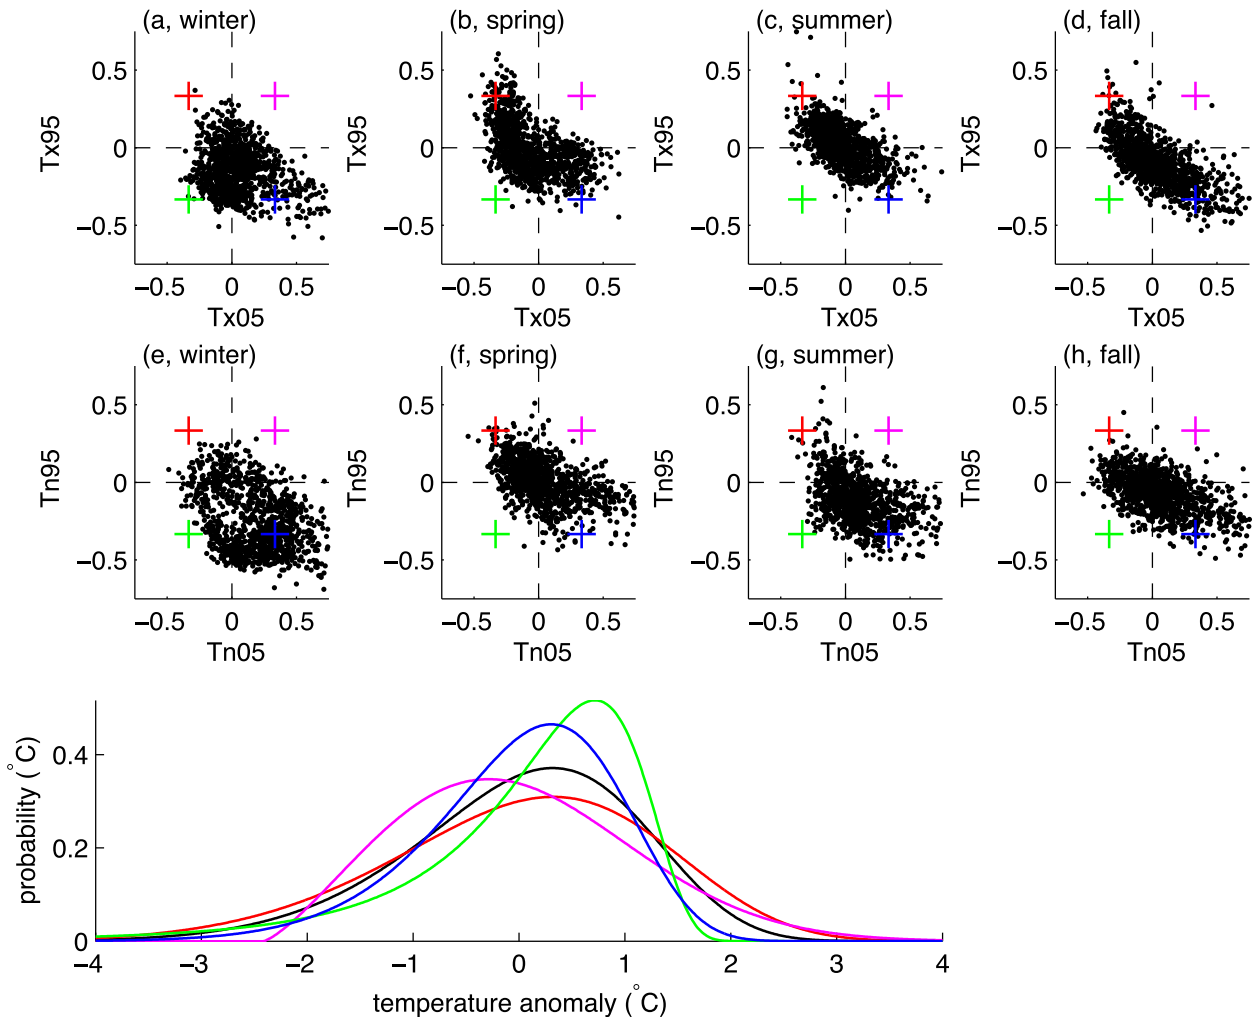 (a, winter) (b, spring) (c, summer) (d, fall)
0.5 0.5 0.5 0.5
Tx95 Tx95 Tx95 Tx95
0 0 0 0
−0.5 −0.5 −0.5 −0.5
−0.5 0 0.5 −0.5 0 0.5 −0.5 0 0.5 −0.5 0 0.5
Tx05 Tx05 Tx05 Tx05
(e, winter) (f, spring) (g, summer) (h, fall)
0.5 0.5 0.5 0.5
Tn95 Tn95 Tn95 Tn95
0 0 0 0
−0.5 −0.5 −0.5 −0.5
−0.5 0 0.5 −0.5 0 0.5 −0.5 0 0.5 −0.5 0 0.5
Tn05 Tn05 Tn05 Tn05
probability (°C)
0.4
0.2
0
−4 −3 −2 −1 0 1 2 3 4
temperature anomaly (°C)